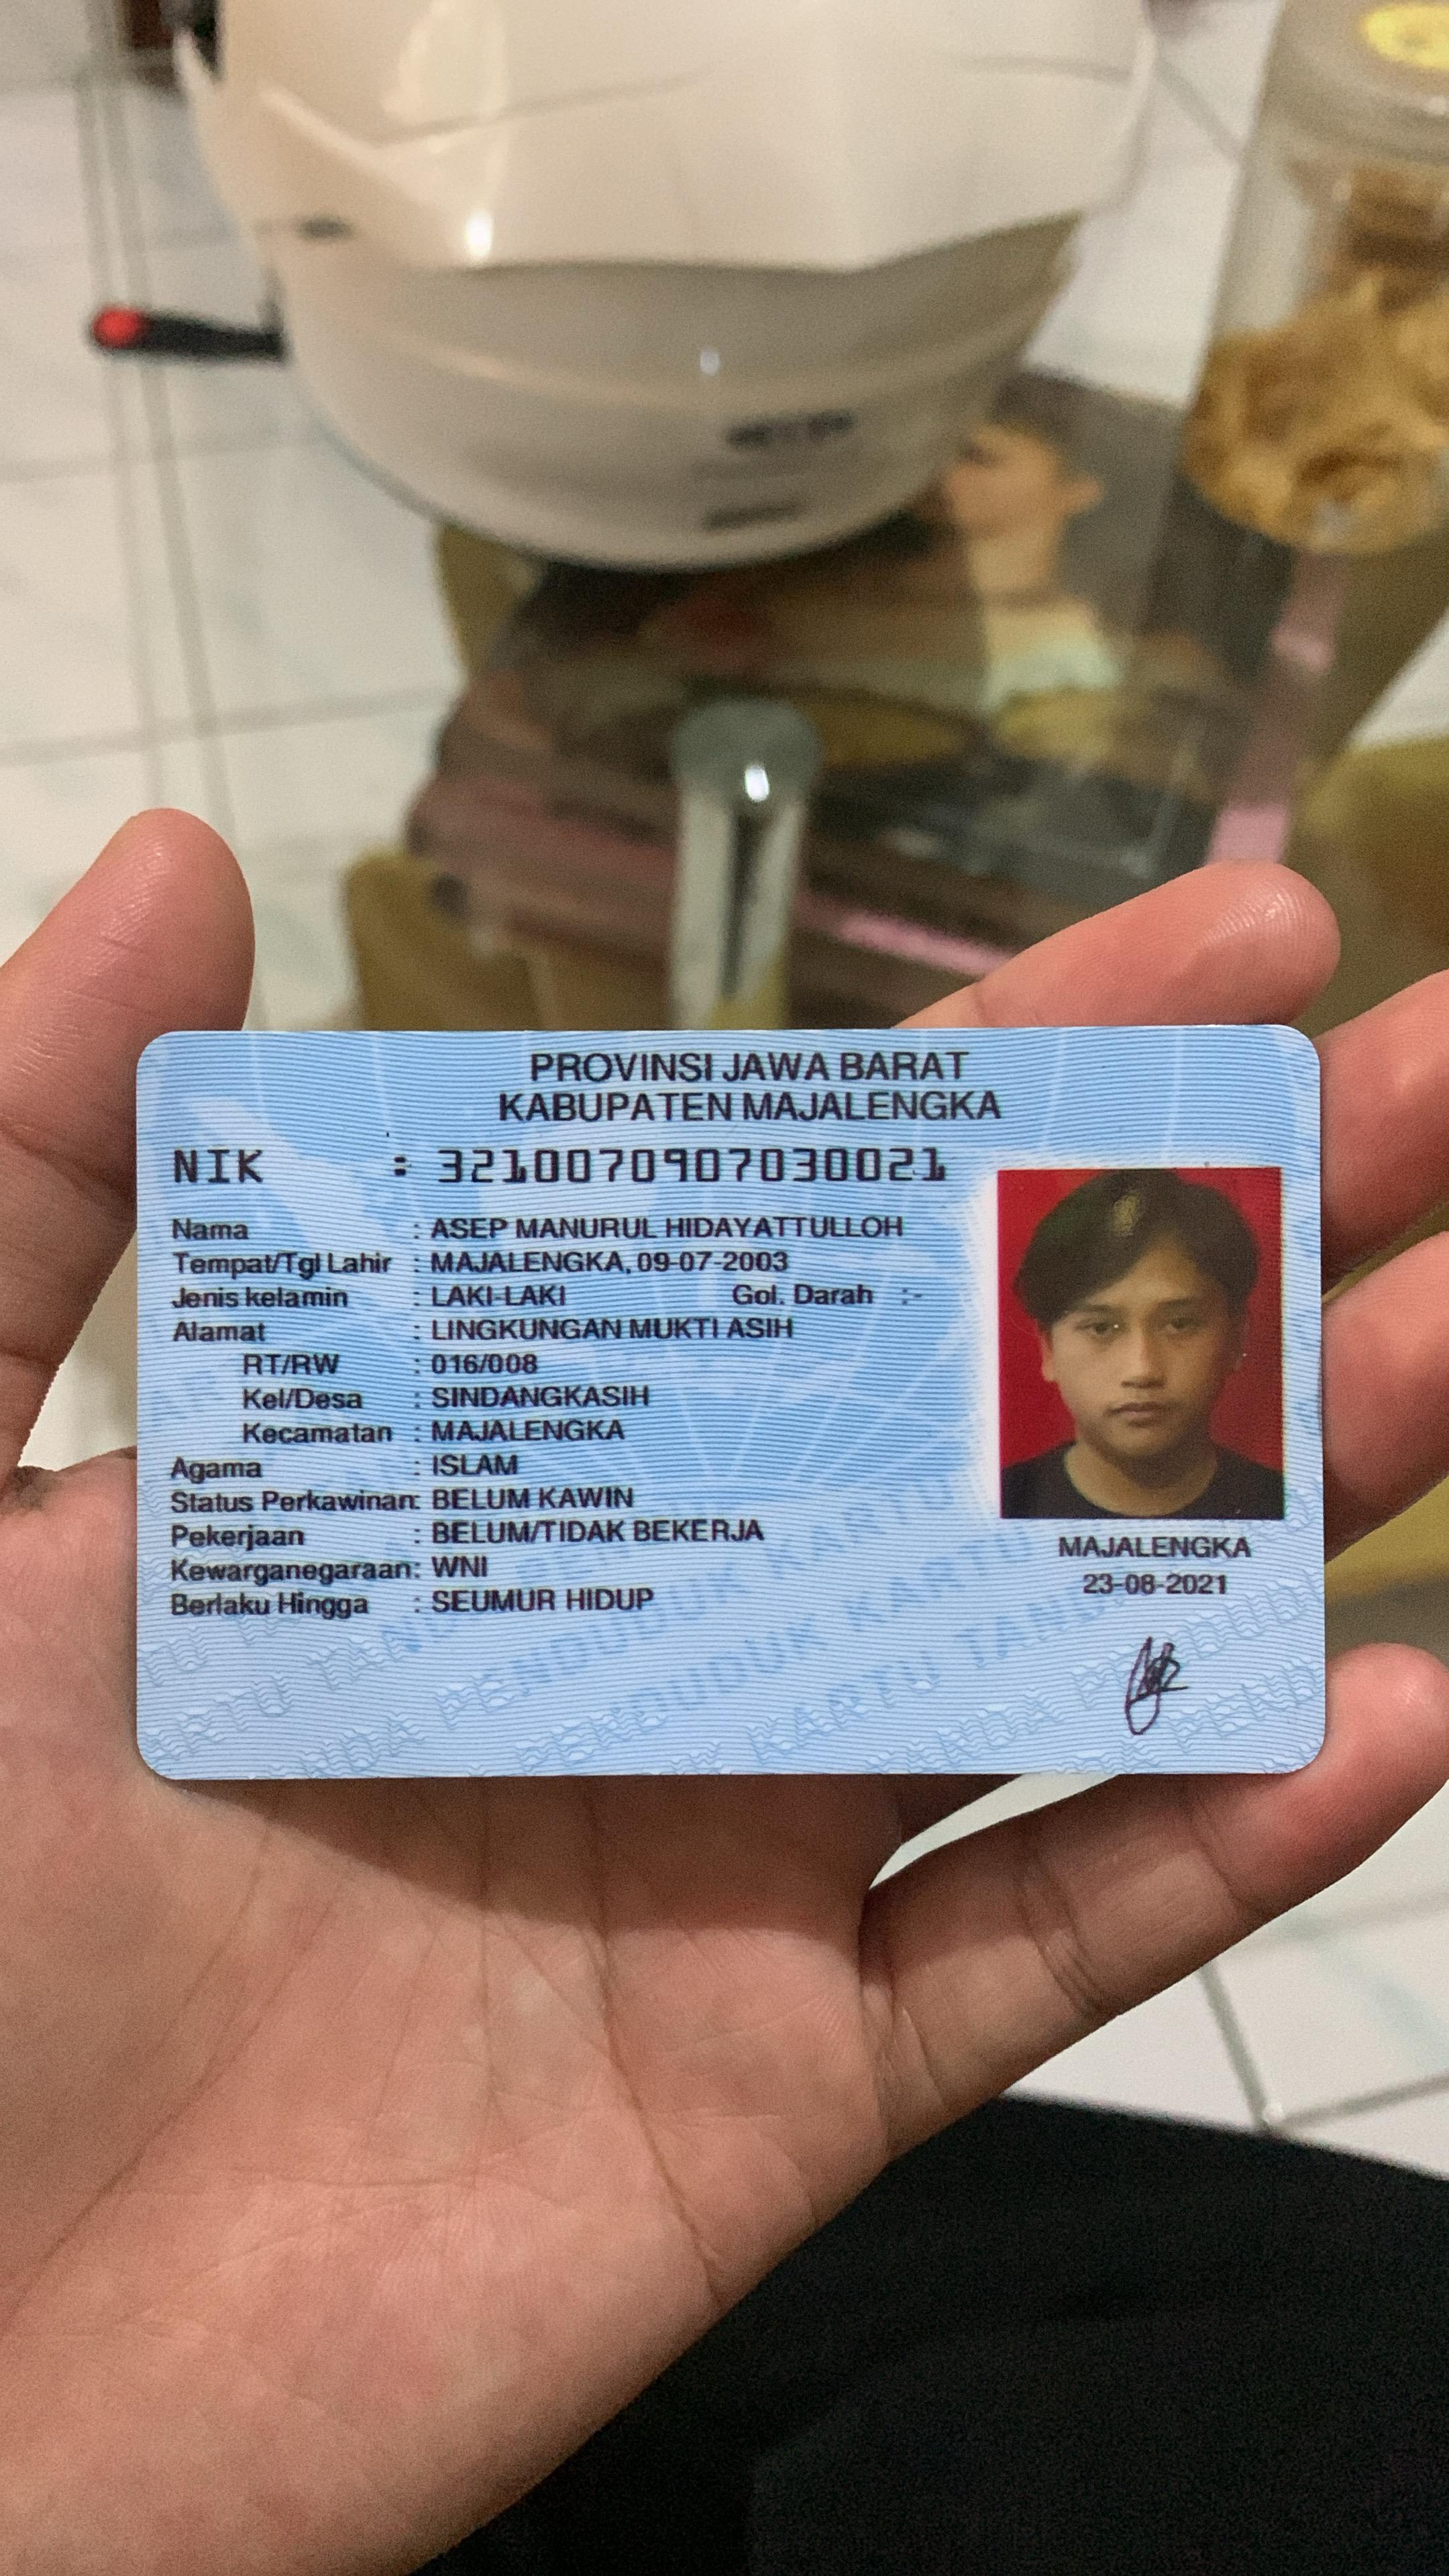 PROVINSI JAWA BARAT
KABUPATEN MAJALENGKA
NIK : 3210070907030021
Nama : ASEP MANURUL HIDAYATTULLOH
Tempat/Tgl Lahir : MAJALENGKA, 09-07-2003
Jenis kelamin : LAKI-LAKI Gol. Darah :-
Alamat : LINGKUNGAN MUKTI ASIH
RT/RW : 016/008
Kel/Desa : SINDANGKASIH
Kecamatan : MAJALENGKA
Agama : ISLAM
Status Perkawinan: BELUM KAWIN
Pekerjaan : BELUM/TIDAK BEKERJA
Kewarganegaraan: WNI
Berlaku Hingga : SEUMUR HIDUP
MAJALENGKA
23-08-2021